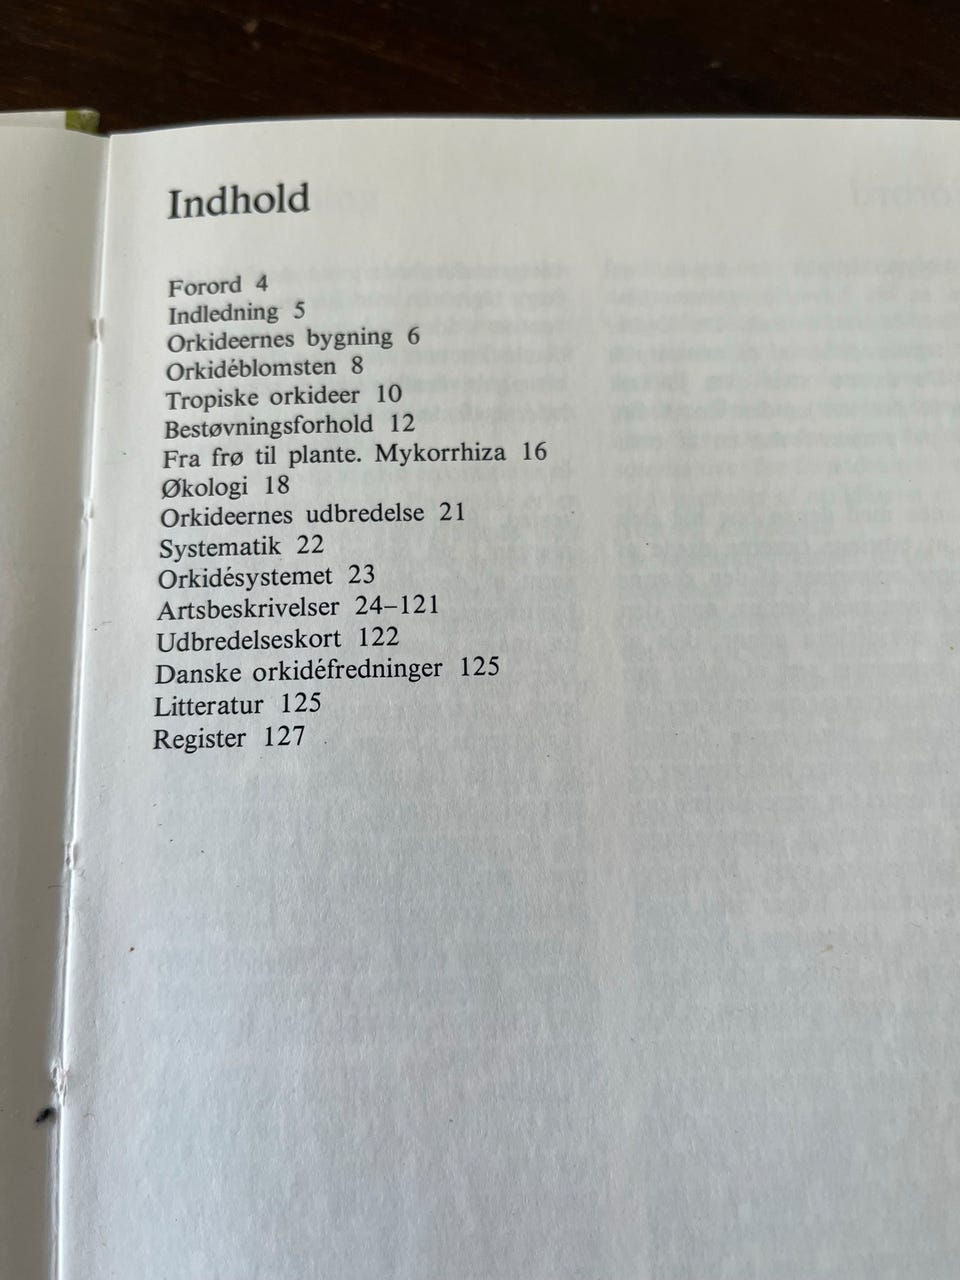 Indhold
Forord 4
Indledning 5
Orkideernes bygning 6
Orkidéblomsten 8
Tropiske orkideer 10
Bestøvningsforhold 12
Fra frø til plante. Mykorrhiza 16
Økologi 18
Orkideernes udbredelse 21
Systematik 22
Orkidésystemet 23
Artsbeskrivelser 24–121
Udbredelseskort 122
Danske orkidéfredninger 125
Litteratur 125
Register 127